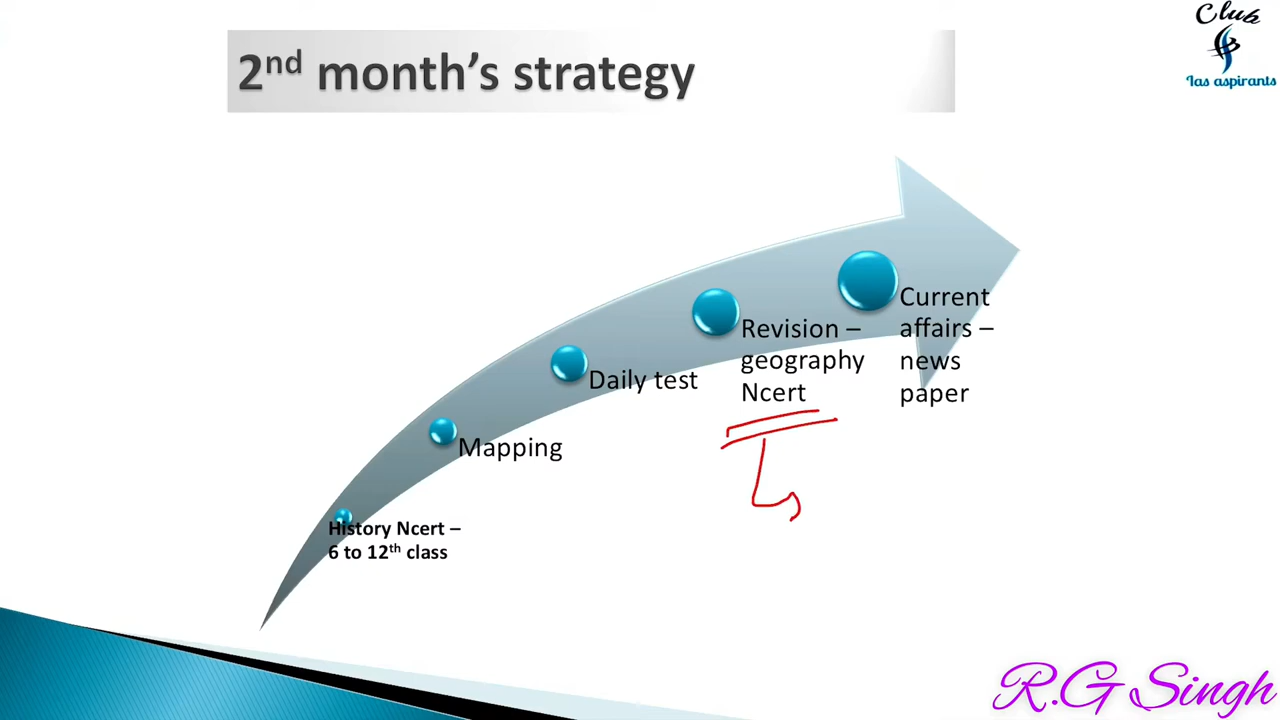 2nd month's strategy
Club
Ias aspirants
History Ncert –
6 to 12th class
Mapping
Daily test
Revision –
geography
Ncert
Current
affairs –
news
paper
R.G Singh